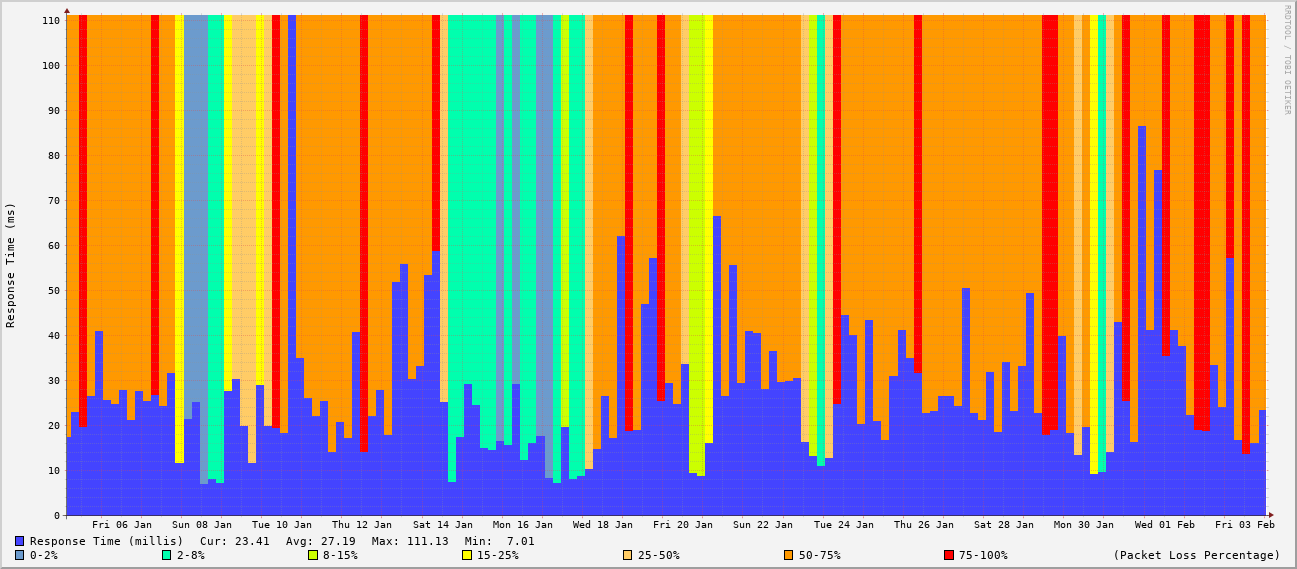 RRDTOOL / TOBI OETIKER
Response Time (ms)
110
100
90
80
70
60
50
40
30
20
10
0
Fri 06 Jan Sun 08 Jan Tue 10 Jan Thu 12 Jan Sat 14 Jan Mon 16 Jan Wed 18 Jan Fri 20 Jan Sun 22 Jan Tue 24 Jan Thu 26 Jan Sat 28 Jan Mon 30 Jan Wed 01 Feb Fri 03 Feb
Response Time (millis) Cur: 23.41 Avg: 27.19 Max: 111.13 Min: 7.01
0-2% 2-8% 8-15% 15-25% 25-50% 50-75% 75-100% (Packet Loss Percentage)